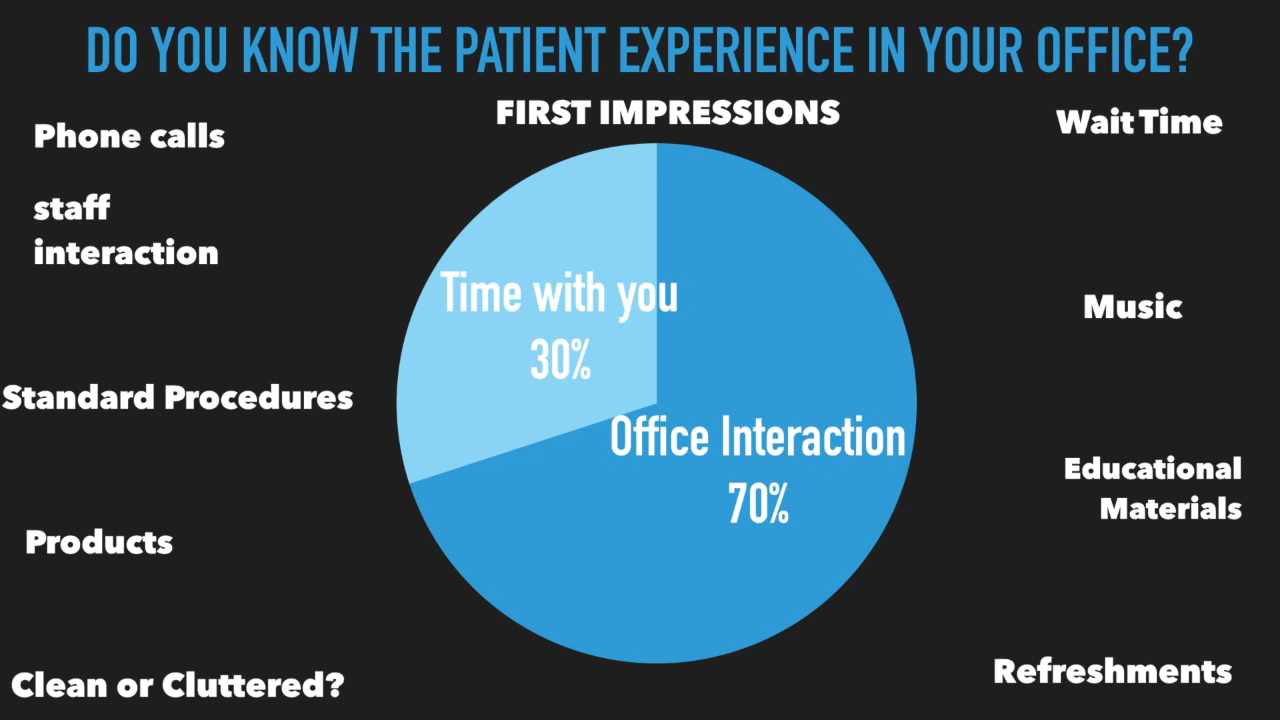 DO YOU KNOW THE PATIENT EXPERIENCE IN YOUR OFFICE?
FIRST IMPRESSIONS
Phone calls
staff
interaction
Standard Procedures
Products
Clean or Cluttered?
Time with you
30%
Office Interaction
70%
Wait Time
Music
Educational
Materials
Refreshments